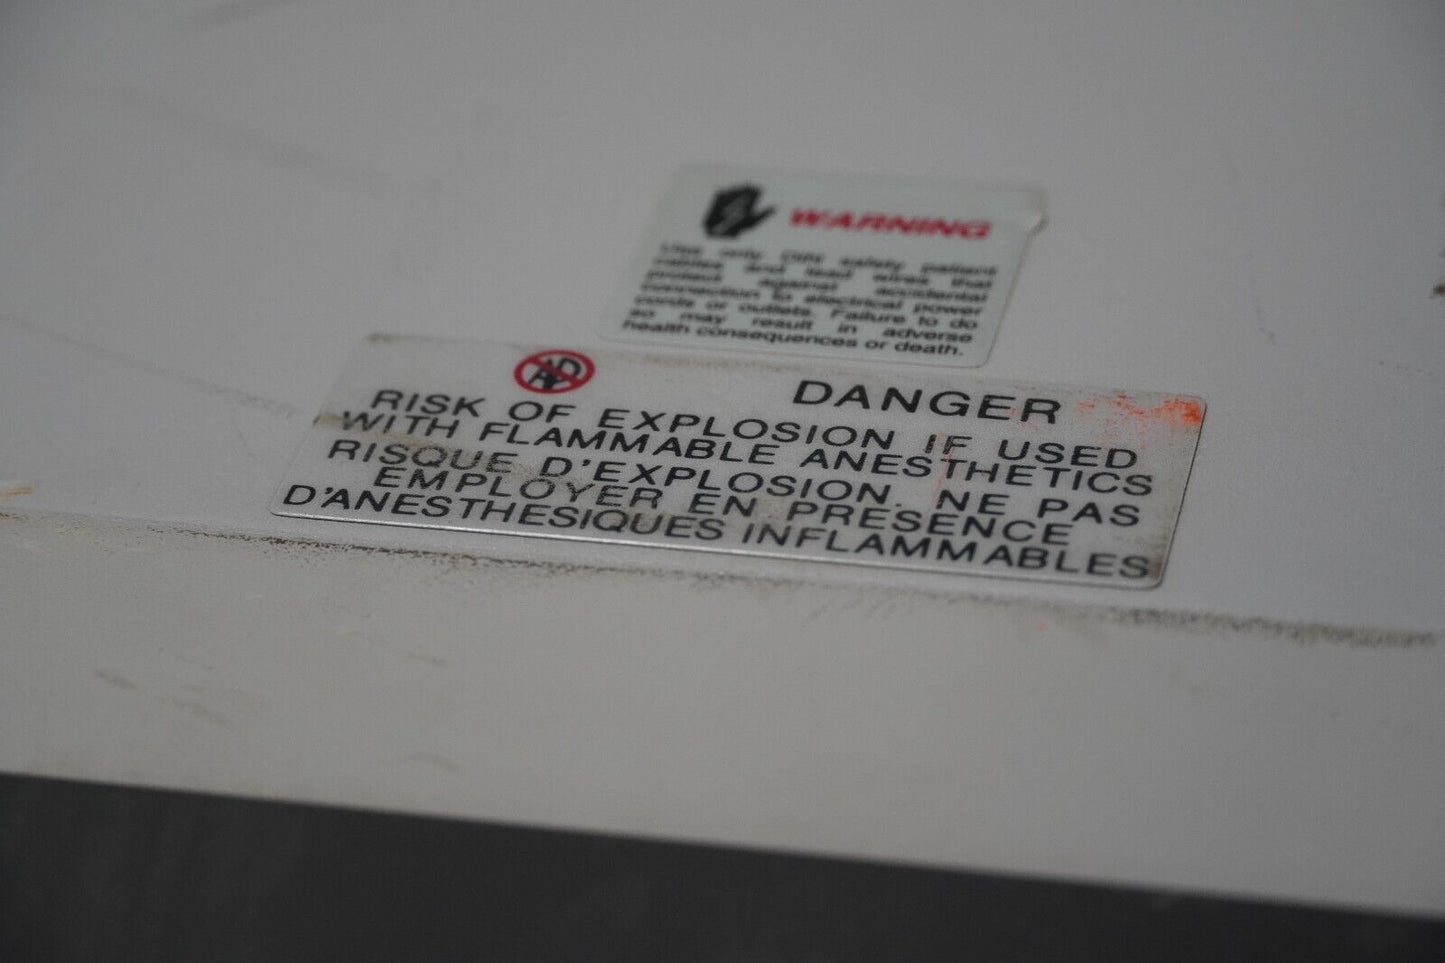 WARNING
Use only DIN safety patient
cables and lead wires that
protect against accidental
connection to electrical power
cords or outlets. Failure to do
so may result in adverse
health consequences or death.
DANGER
RISK OF EXPLOSION IF USED
WITH FLAMMABLE ANESTHETICS
RISQUE D'EXPLOSION. NE PAS
EMPLOYER EN PRESENCE
D'ANESTHESIQUES INFLAMMABLES